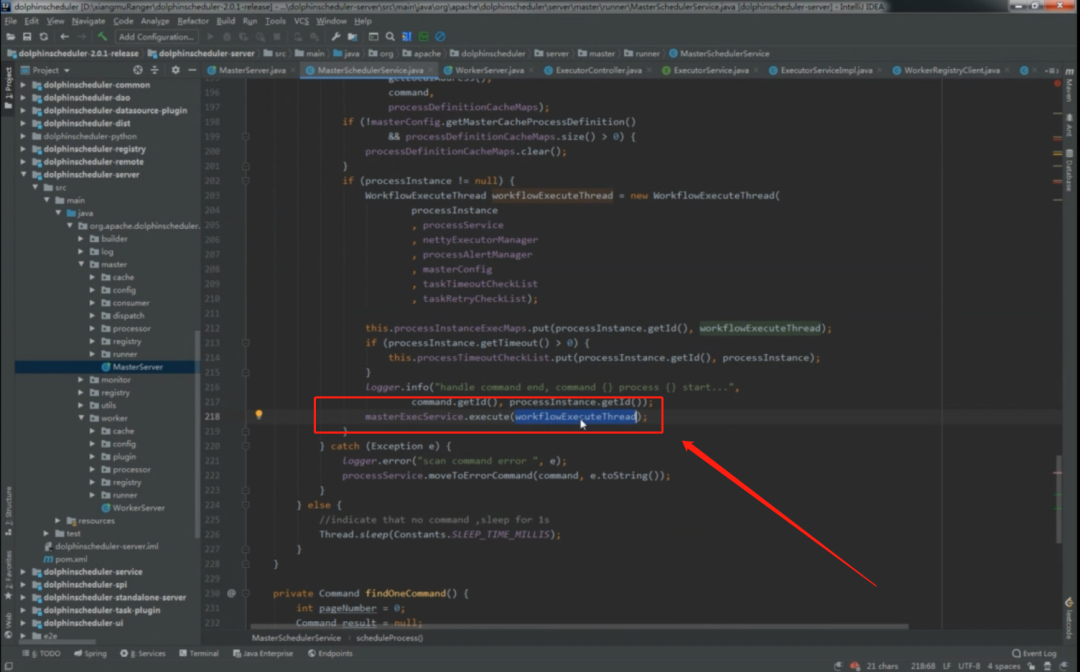 dolphinscheduler [D:\xiangmuRanger\dolphinscheduler-2.0.1-release] - ...\dolphinscheduler-server\src\main\java\org\apache\dolphinscheduler\server\master\runner\MasterSchedulerService.java [dolphinscheduler-server] - IntelliJ IDEA
File Edit View Navigate Code Analyze Refactor Build Run Tools VCS Window Help
Add Configuration...
dolphinscheduler-2.0.1-release dolphinscheduler-server src main java org apache dolphinscheduler server master runner MasterSchedulerService
Project MasterServer.java MasterSchedulerService.java WorkerServer.java ExecutorController.java ExecutorService.java ExecutorServiceImpl.java WorkerRegistryClient.java
1: Project
Maven
Ant
Database
dolphinscheduler-common
dolphinscheduler-dao
dolphinscheduler-datasource-plugin
dolphinscheduler-dist
dolphinscheduler-python
dolphinscheduler-registry
dolphinscheduler-remote
dolphinscheduler-server
src
main
java
org.apache.dolphinscheduler.
builder
log
master
cache
config
consumer
dispatch
processor
registry
runner
MasterServer
monitor
registry
utils
worker
cache
config
plugin
processor
registry
runner
WorkerServer
resources
test
dolphinscheduler-server.iml
pom.xml
dolphinscheduler-service
dolphinscheduler-spi
dolphinscheduler-standalone-server
dolphinscheduler-task-plugin
dolphinscheduler-ui
e2e
196 command,
197 processDefinitionCacheMaps);
198 if (!masterConfig.getMasterCacheProcessDefinition()
199 && processDefinitionCacheMaps.size() > 0) {
200 processDefinitionCacheMaps.clear();
201 }
202 if (processInstance != null) {
203 WorkflowExecuteThread workflowExecuteThread = new WorkflowExecuteThread(
204 processInstance
205 , processService
206 , nettyExecutorManager
207 , processAlertManager
208 , masterConfig
209 , taskTimeoutCheckList
210 , taskRetryCheckList);
211
212 this.processInstanceExecMaps.put(processInstance.getId(), workflowExecuteThread);
213 if (processInstance.getTimeout() > 0) {
214 this.processTimeoutCheckList.put(processInstance.getId(), processInstance);
215 }
216 logger.info("handle command end, command {} process {} start...",
217 command.getId(), processInstance.getId());
218 masterExecService.execute(workflowExecuteThread);
219 }
220 } catch (Exception e) {
221 logger.error("scan command error ", e);
222 processService.moveToErrorCommand(command, e.toString());
223 }
224 } else {
225 //indicate that no command ,sleep for 1s
226 Thread.sleep(Constants.SLEEP_TIME_MILLIS);
227 }
228 }
229
230 private Command findOneCommand() {
231 int pageNumber = 0;
232 Command result = null;
MasterSchedulerService scheduleProcess()
Z: Structure
2: Favorites
Web
leetcode
6: TODO Spring 8: Services Terminal Java Enterprise Endpoints Event Log
21 chars 218:68 LF UTF-8 4 spaces